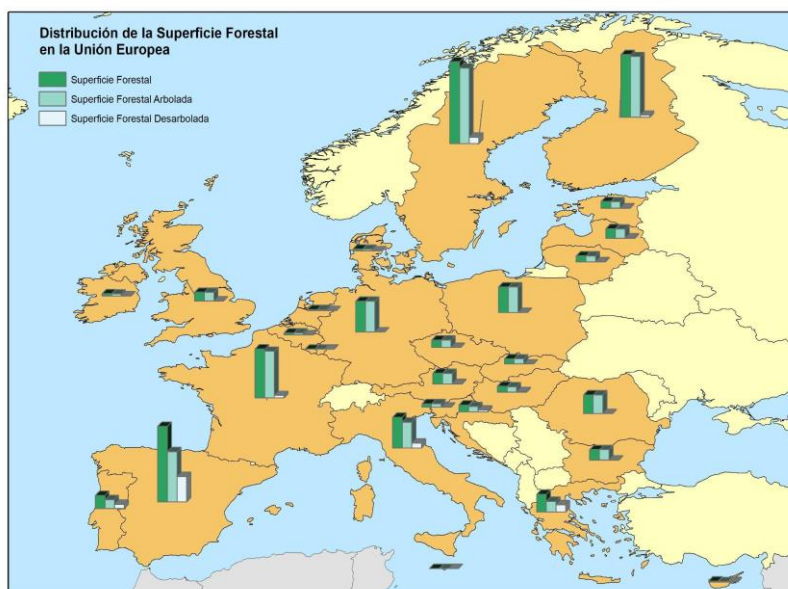 Distribución de la Superficie Forestal
en la Unión Europea
Superficie Forestal
Superficie Forestal Arbolada
Superficie Forestal Desarbolada